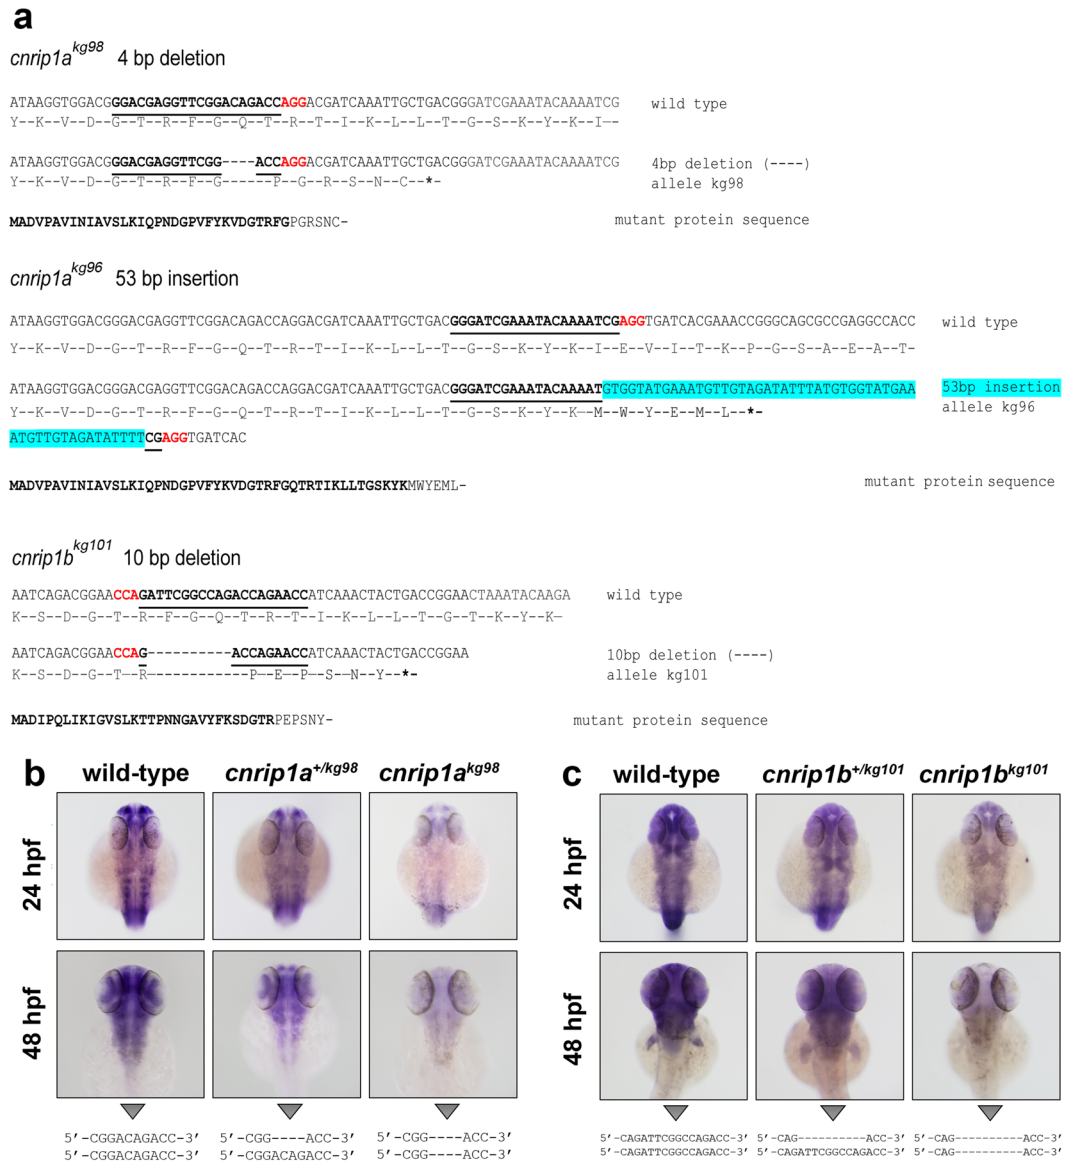 a
cnrip1a^kg98 4 bp deletion
ATAAGGTGGACGGGACGAGGTTCGGACAGACCAGGACGATCAAATTGCTGACGGGATCGAAATACAAAATCG wild type
Y--K--V--D--G--T--R--F--G--Q--T--R--T--I--K--L--L--T--G--S--K--Y--K--I--
ATAAGGTGGACGGGACGAGGTTCGG----ACCAGGACGATCAAATTGCTGACGGGATCGAAATACAAAATCG 4bp deletion (----)
Y--K--V--D--G--T--R--F--G------P--G--R--S--N--C--*- allele kg98
MADVPAVINIAVSLKIQPNDGPVFYKVDGTRFGPGRSNC- mutant protein sequence
cnrip1a^kg96 53 bp insertion
ATAAGGTGGACGGGACGAGGTTCGGACAGACCAGGACGATCAAATTGCTGACGGGATCGAAATACAAAATCGAGGTGATCACGAAACCGGGCAGCGCCGAGGCCACC wild type
Y--K--V--D--G--T--R--F--G--Q--T--R--T--I--K--L--L--T--G--S--K--Y--K--I--E--V--I--T--K--P--G--S--A--E--A--T-
ATAAGGTGGACGGGACGAGGTTCGGACAGACCAGGACGATCAAATTGCTGACGGGATCGAAATACAAAATGTGGTATGAAATGTTGTAGATATTTATGTGGTATGAA 53bp insertion
Y--K--V--D--G--T--R--F--G--Q--T--R--T--I--K--L--L--T--G--S--K--Y--K--M--W--Y--E--M--L--*- allele kg96
ATGTTGTAGATATTTTCGAGGTGATCAC
MADVPAVINIAVSLKIQPNDGPVFYKVDGTRFGQTRTIKLLTGSKYKMWYEML- mutant protein sequence
cnrip1b^kg101 10 bp deletion
AATCAGACGGAACCAGATTCGGCCAGACCAGAACCATCAAACTACTGACCGGAACTAAATACAAGA wild type
K--S--D--G--T--R--F--G--Q--T--R--T--I--K--L--L--T--G--T--K--Y--K-
AATCAGACGGAACCAG----------ACCAGAACCATCAAACTACTGACCGGAA 10bp deletion (----)
K--S--D--G--T--R------------P--E--P--S--N--Y--*- allele kg101
MADIPQLIKIGVSLKTTPNNGAVYFKSDGTRPEPSNY- mutant protein sequence
b wild-type cnrip1a^+/kg98 cnrip1a^kg98
24 hpf
48 hpf
5′-CGGACAGACC-3′ 5′-CGG----ACC-3′ 5′-CGG----ACC-3′
5′-CGGACAGACC-3′ 5′-CGGACAGACC-3′ 5′-CGG----ACC-3′
c wild-type cnrip1b^+/kg101 cnrip1b^kg101
24 hpf
48 hpf
5′-CAGATTCGGCCAGACC-3′ 5′-CAG----------ACC-3′ 5′-CAG----------ACC-3′
5′-CAGATTCGGCCAGACC-3′ 5′-CAGATTCGGCCAGACC-3′ 5′-CAG----------ACC-3′